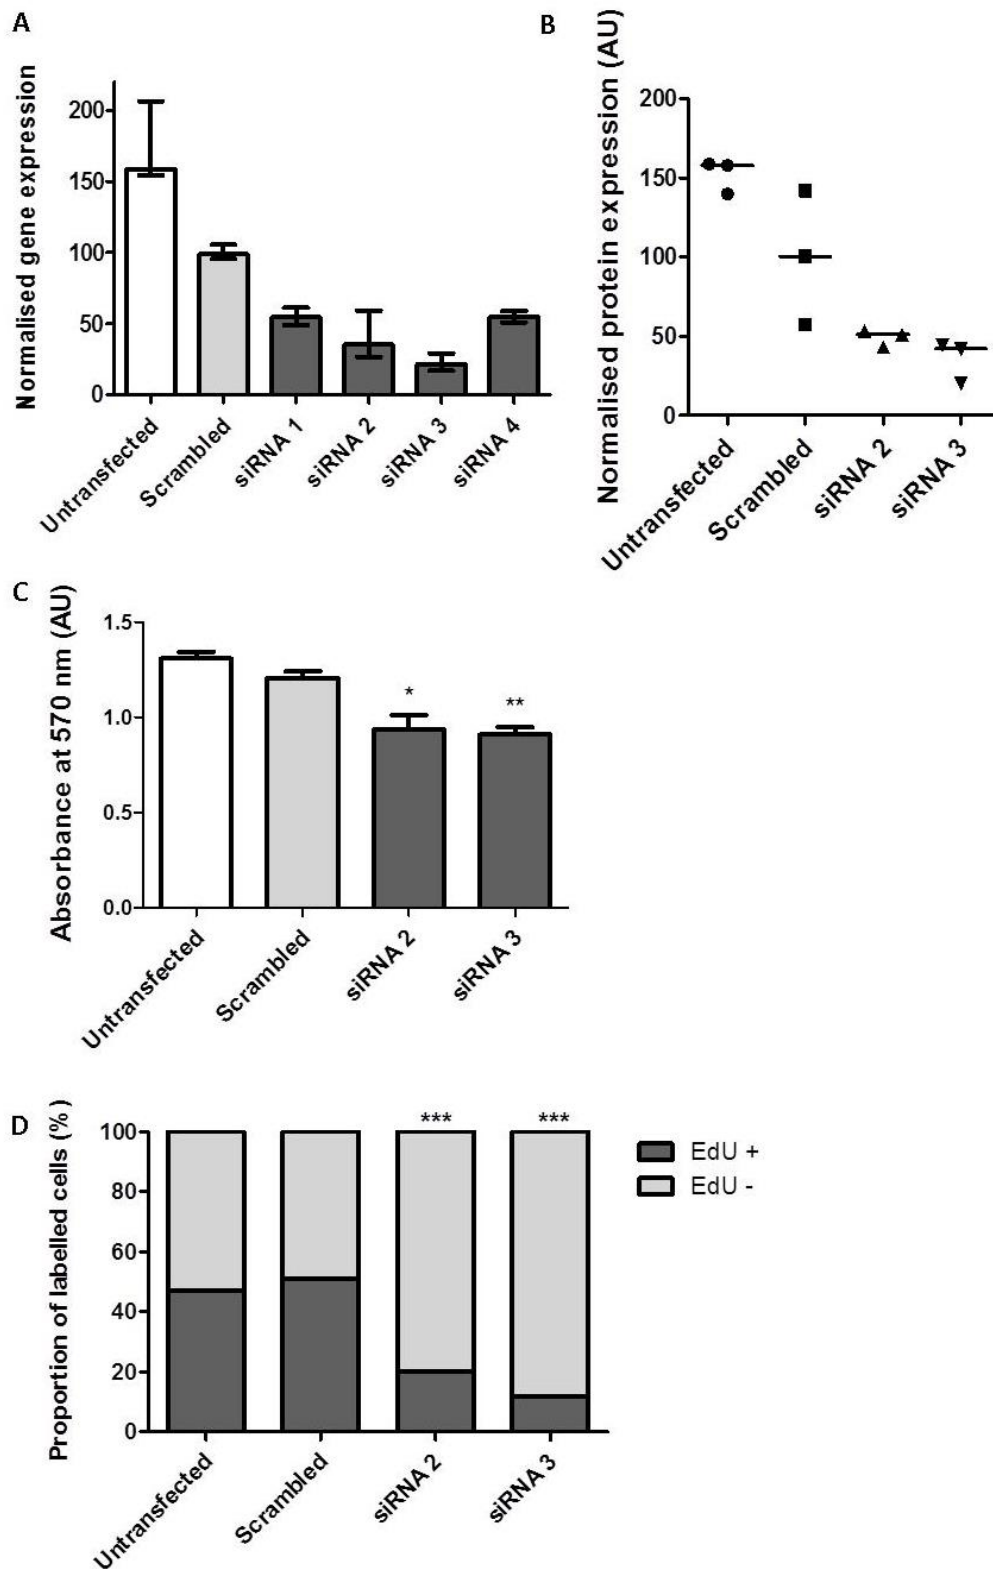 A
Normalised gene expression
200
150
100
50
0
Untransfected
Scrambled
siRNA 1
siRNA 2
siRNA 3
siRNA 4
B
Normalised protein expression (AU)
200
150
100
50
0
Untransfected
Scrambled
siRNA 2
siRNA 3
C
Absorbance at 570 nm (AU)
1.5
1.0
0.5
0.0
*
**
Untransfected
Scrambled
siRNA 2
siRNA 3
D
Proportion of labelled cells (%)
100
80
60
40
20
0
***
***
Untransfected
Scrambled
siRNA 2
siRNA 3
EdU +
EdU -